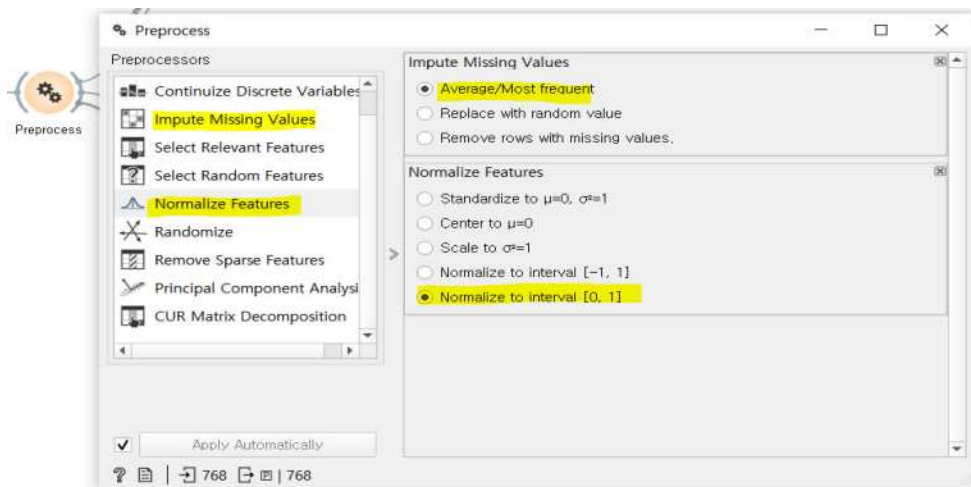 Preprocess
Preprocess
Preprocessors
Continuize Discrete Variables
Impute Missing Values
Select Relevant Features
Select Random Features
Normalize Features
Randomize
Remove Sparse Features
Principal Component Analysi
CUR Matrix Decomposition
Apply Automatically
768 | 768
Impute Missing Values
Average/Most frequent
Replace with random value
Remove rows with missing values.
Normalize Features
Standardize to μ=0, σ²=1
Center to μ=0
Scale to σ²=1
Normalize to interval [-1, 1]
Normalize to interval [0, 1]